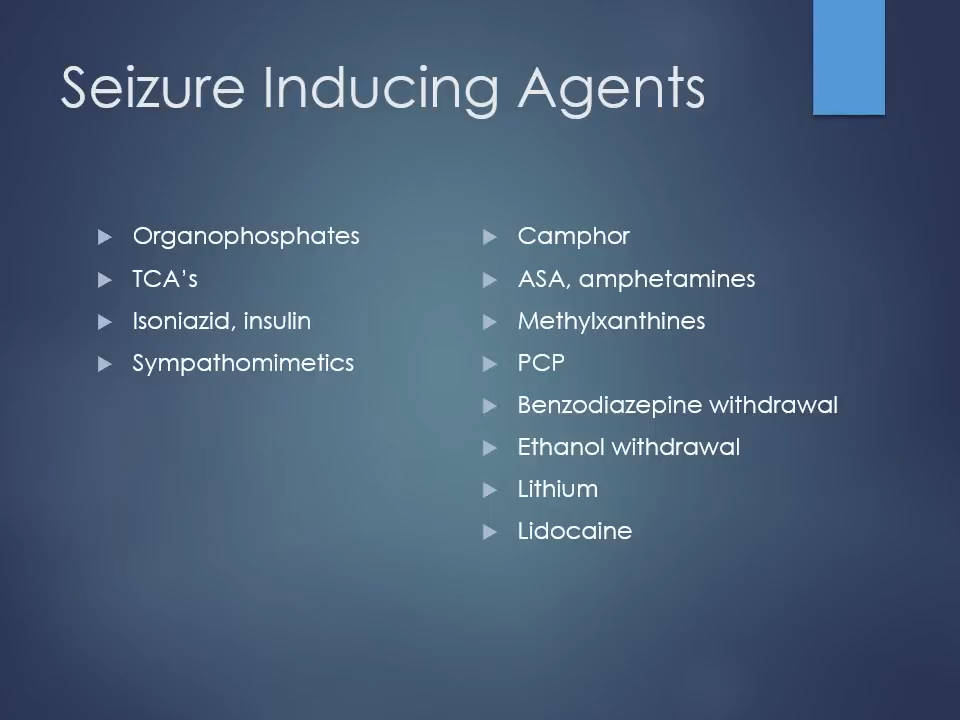 Seizure Inducing Agents
Organophosphates
TCA's
Isoniazid, insulin
Sympathomimetics
Camphor
ASA, amphetamines
Methylxanthines
PCP
Benzodiazepine withdrawal
Ethanol withdrawal
Lithium
Lidocaine